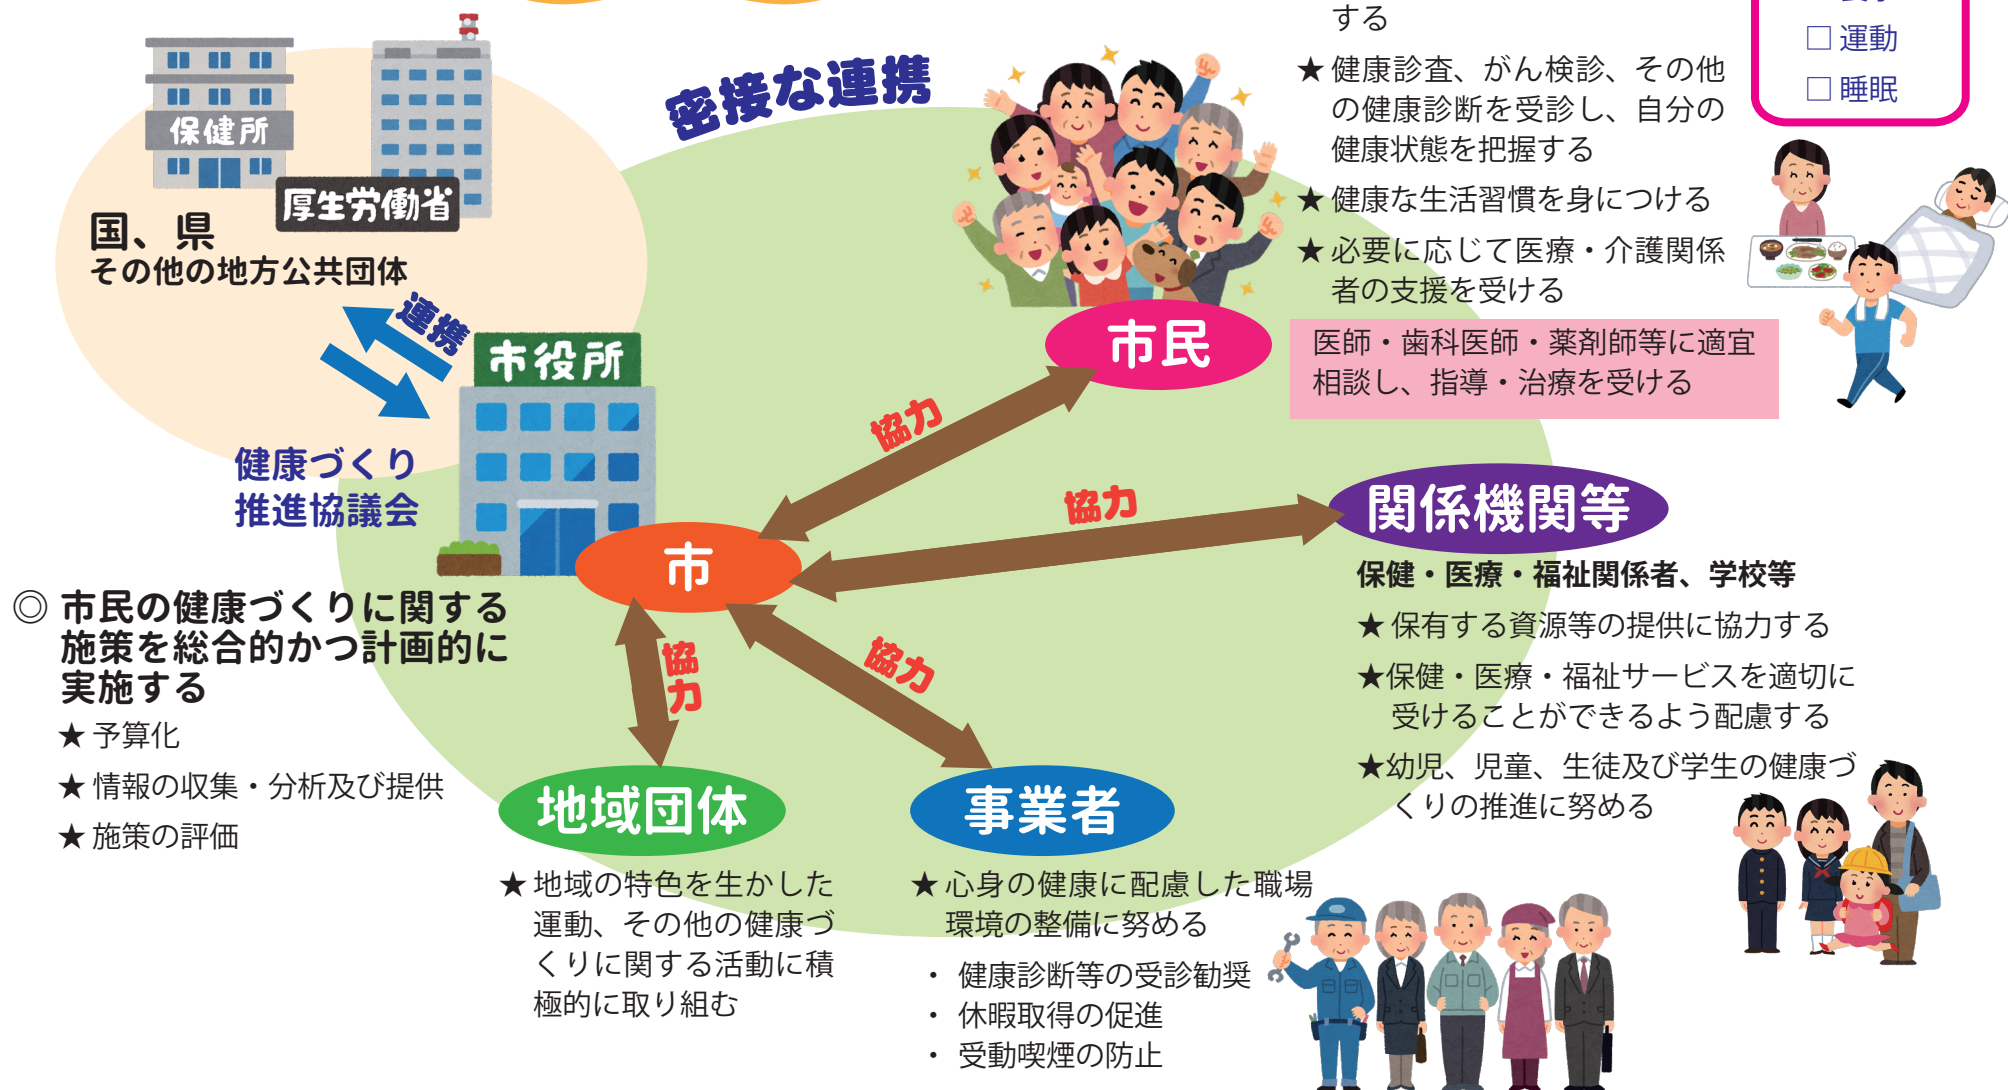 する
□ 運動
□ 睡眠
★ 健康診査、がん検診、その他
の健康診断を受診し、自分の
健康状態を把握する
★ 健康な生活習慣を身につける
★ 必要に応じて医療・介護関係
者の支援を受ける
医師・歯科医師・薬剤師等に適宜
相談し、指導・治療を受ける
密接な連携
保健所
厚生労働省
国、県
その他の地方公共団体
連携
市役所
健康づくり
推進協議会
市民
協力
協力
関係機関等
市
保健・医療・福祉関係者、学校等
★ 保有する資源等の提供に協力する
★保健・医療・福祉サービスを適切に
受けることができるよう配慮する
★幼児、児童、生徒及び学生の健康づ
くりの推進に努める
◎ 市民の健康づくりに関する
施策を総合的かつ計画的に
実施する
★ 予算化
★ 情報の収集・分析及び提供
★ 施策の評価
協力
協力
地域団体
★ 地域の特色を生かした
運動、その他の健康づ
くりに関する活動に積
極的に取り組む
事業者
★ 心身の健康に配慮した職場
環境の整備に努める
・ 健康診断等の受診勧奨
・ 休暇取得の促進
・ 受動喫煙の防止